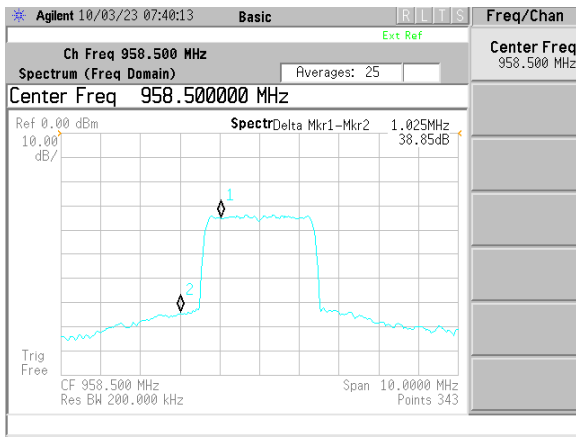 Agilent 10/03/23 07:40:13 Basic R L T S Freq/Chan
Ext Ref
Ch Freq 958.500 MHz
Spectrum (Freq Domain) Averages: 25
Center Freq
958.500 MHz
Center Freq 958.500000 MHz
Ref 0.00 dBm Spectr Delta Mkr1-Mkr2 1.025MHz
10.00 38.85dB
dB/
1
2
Trig
Free
CF 958.500 MHz Span 10.0000 MHz
Res BW 200.000 kHz Points 343